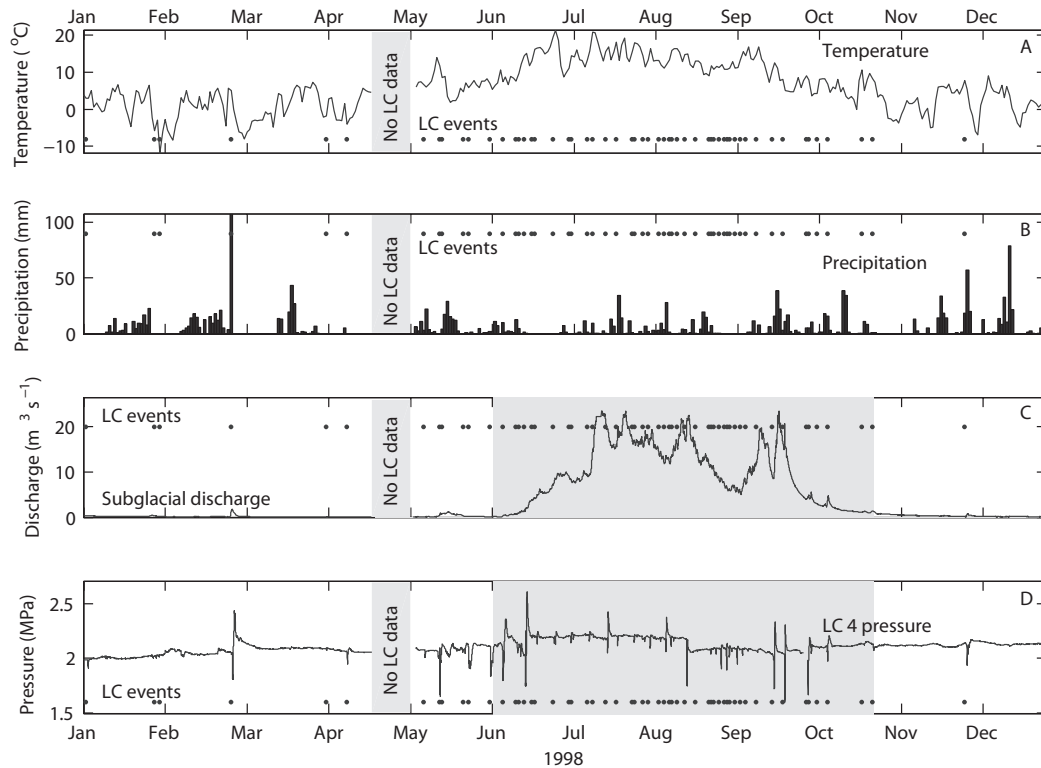 Jan Feb Mar Apr May Jun Jul Aug Sep Oct Nov Dec
Temperature (°C)
20
10
0
−10
Temperature
A
LC events
No LC data
Precipitation (mm)
100
50
0
LC events
B
Precipitation
No LC data
Discharge (m³ s⁻¹)
20
10
0
LC events
C
Subglacial discharge
No LC data
Pressure (MPa)
2.5
2
1.5
D
LC 4 pressure
LC events
No LC data
Jan Feb Mar Apr May Jun Jul Aug Sep Oct Nov Dec
1998